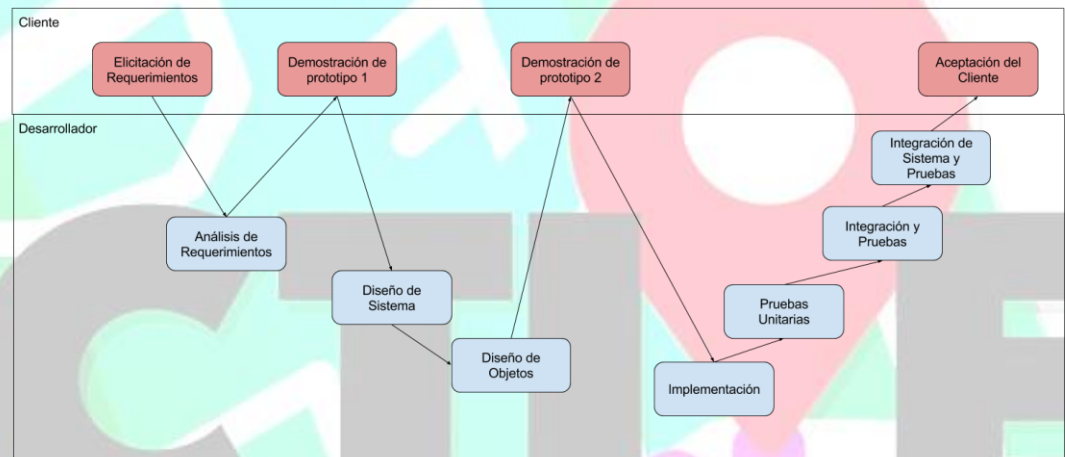 Cliente
Elicitación de
Requerimientos
Demostración de
prototipo 1
Demostración de
prototipo 2
Aceptación del
Cliente
Desarrollador
Integración de
Sistema y
Pruebas
Análisis de
Requerimientos
Integración y
Pruebas
Diseño de
Sistema
Pruebas
Unitarias
Diseño de
Objetos
Implementación